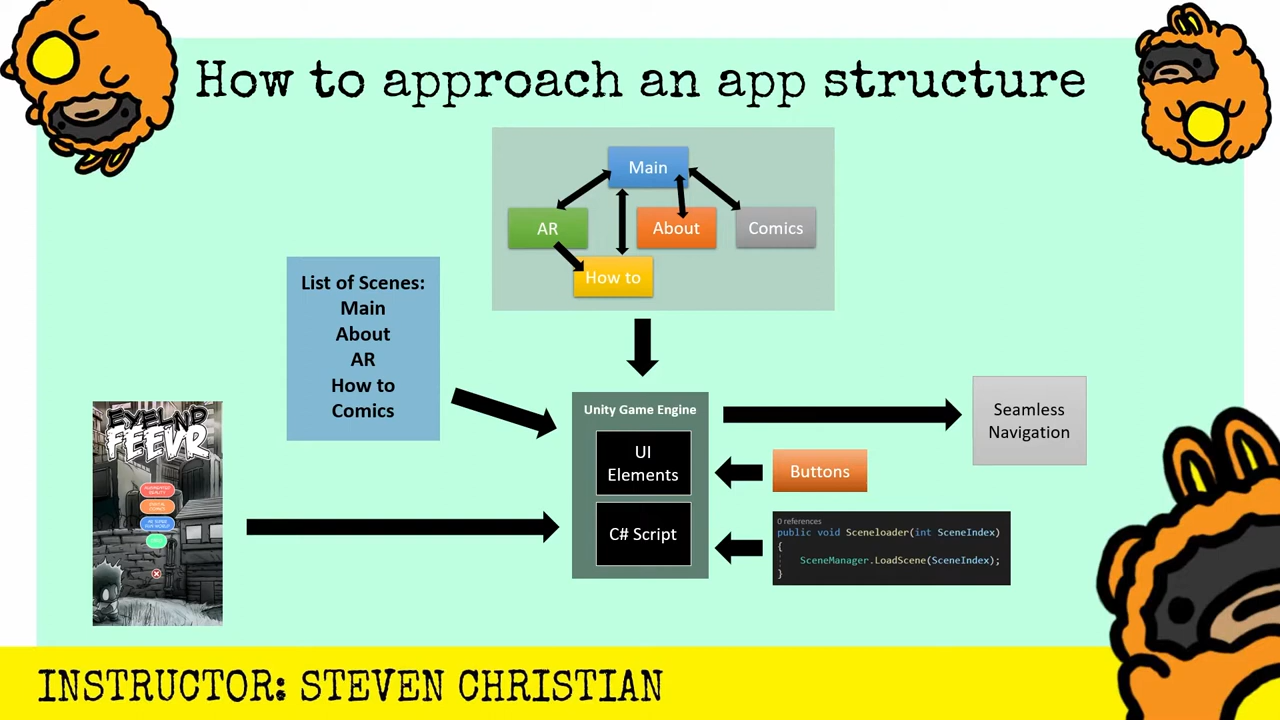 How to approach an app structure
Main
AR
About
Comics
How to
List of Scenes:
Main
About
AR
How to
Comics
EYELND
FEEVR
Unity Game Engine
UI
Elements
C# Script
Seamless
Navigation
Buttons
0 references
public void Sceneloader(int SceneIndex)
{
SceneManager.LoadScene(SceneIndex);
}
INSTRUCTOR: STEVEN CHRISTIAN